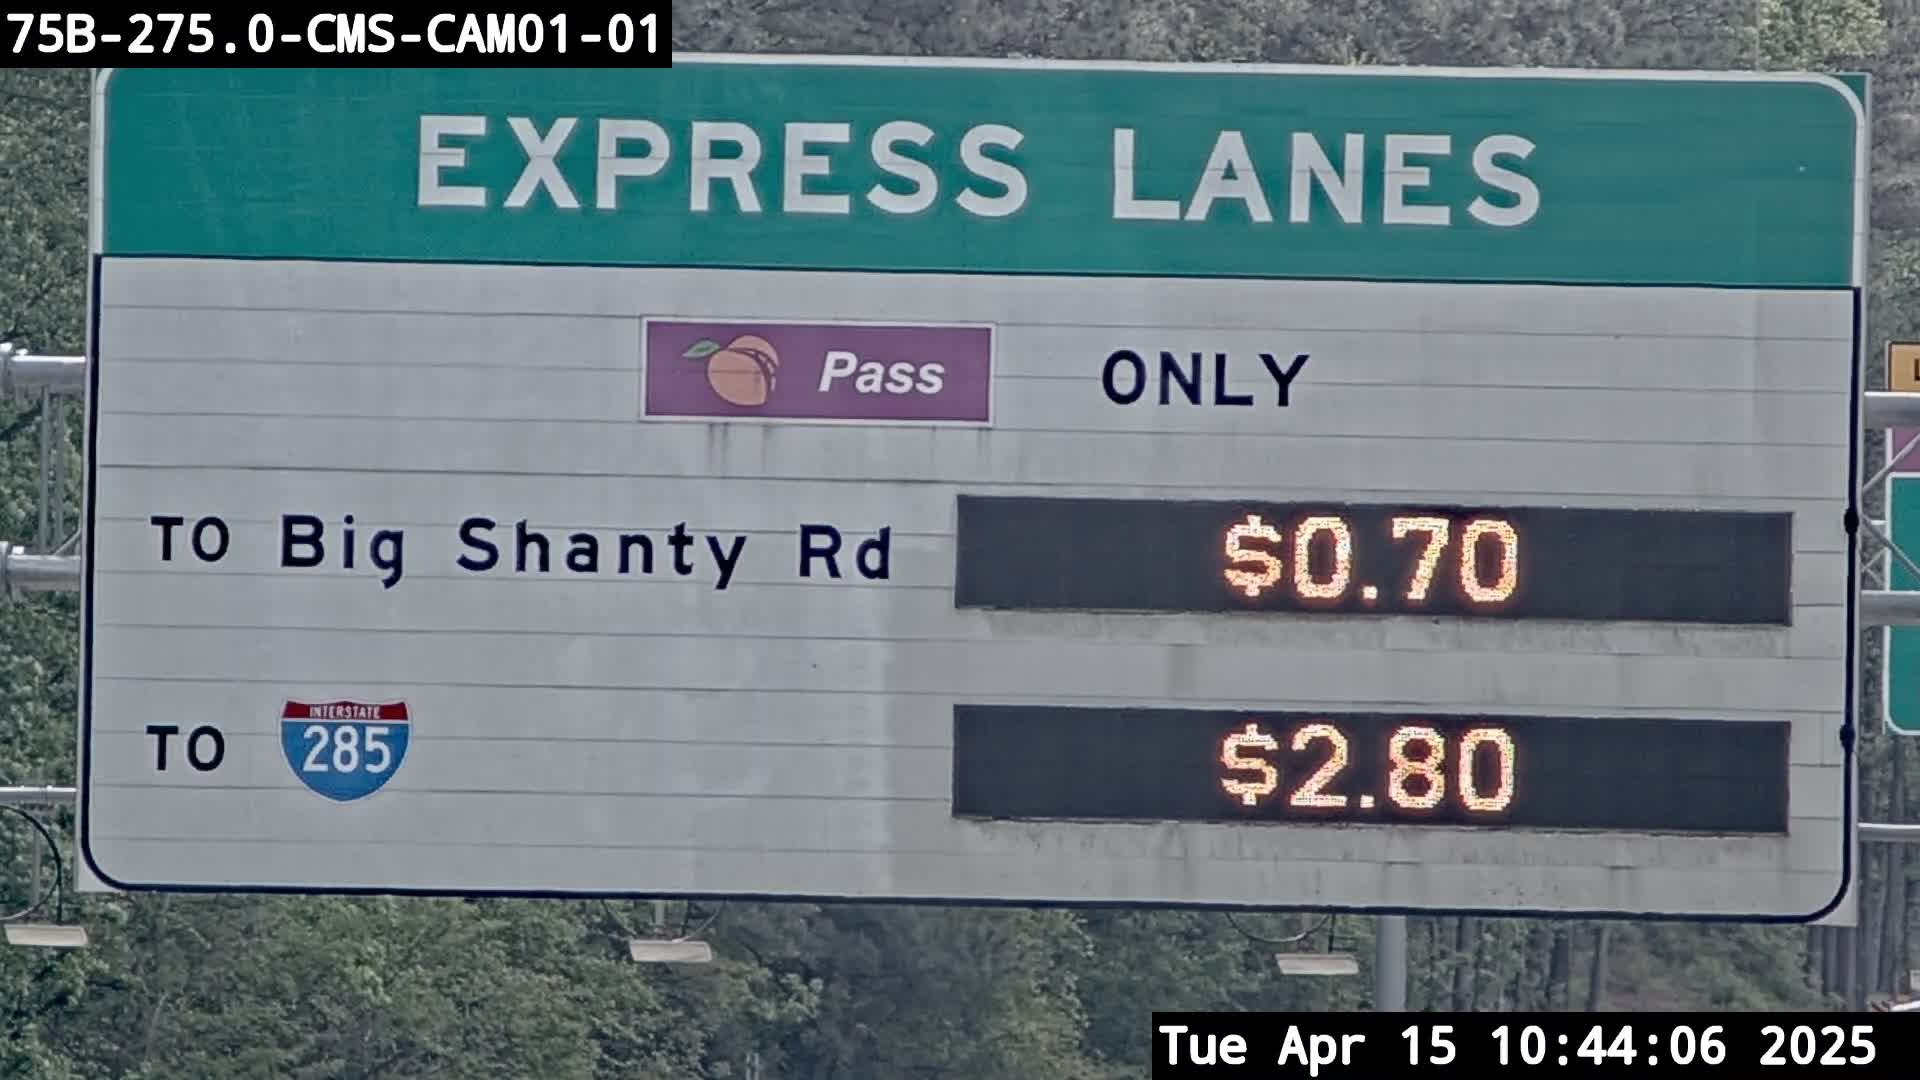 75B-275.0-CMS-CAM01-01
EXPRESS LANES
Pass ONLY
TO Big Shanty Rd $0.70
INTERSTATE
TO 285 $2.80
Tue Apr 15 10:44:06 2025